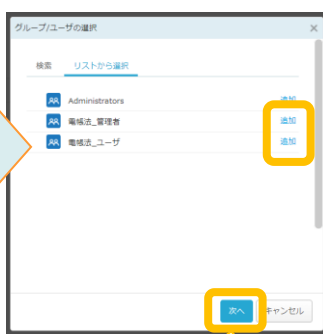 グループ/ユーザの選択 ×
検索 リストから選択
Administrators 追加
電帳法_管理者 追加
電帳法_ユーザ 追加
次へ キャンセル